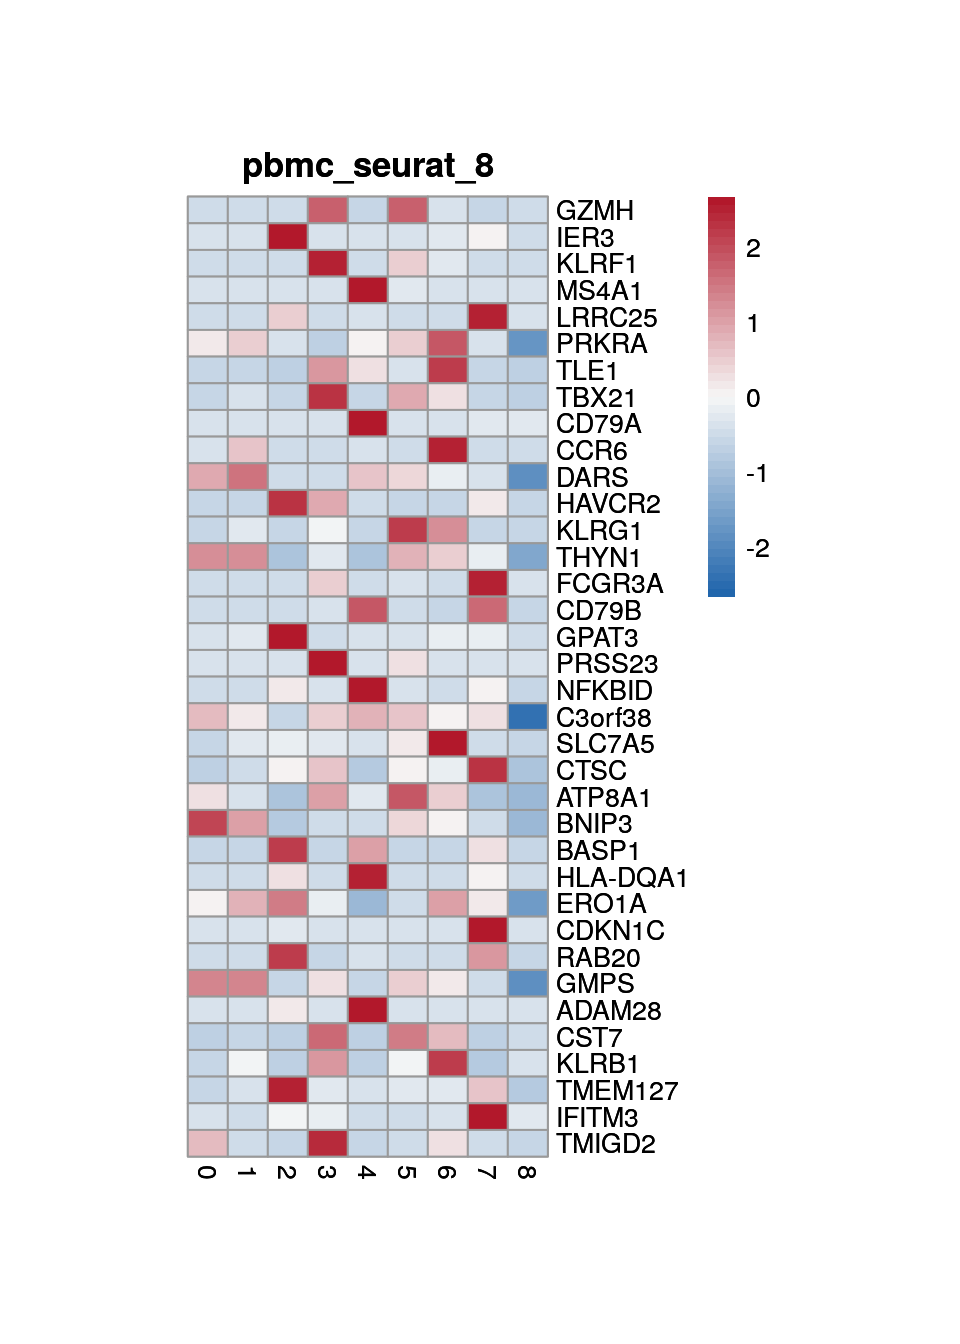 pbmc_seurat_8
GZMH
IER3
KLRF1
MS4A1
LRRC25
PRKRA
TLE1
TBX21
CD79A
CCR6
DARS
HAVCR2
KLRG1
THYN1
FCGR3A
CD79B
GPAT3
PRSS23
NFKBID
C3orf38
SLC7A5
CTSC
ATP8A1
BNIP3
BASP1
HLA-DQA1
ERO1A
CDKN1C
RAB20
GMPS
ADAM28
CST7
KLRB1
TMEM127
IFITM3
TMIGD2
0 1 2 3 4 5 6 7 8
2
1
0
-1
-2